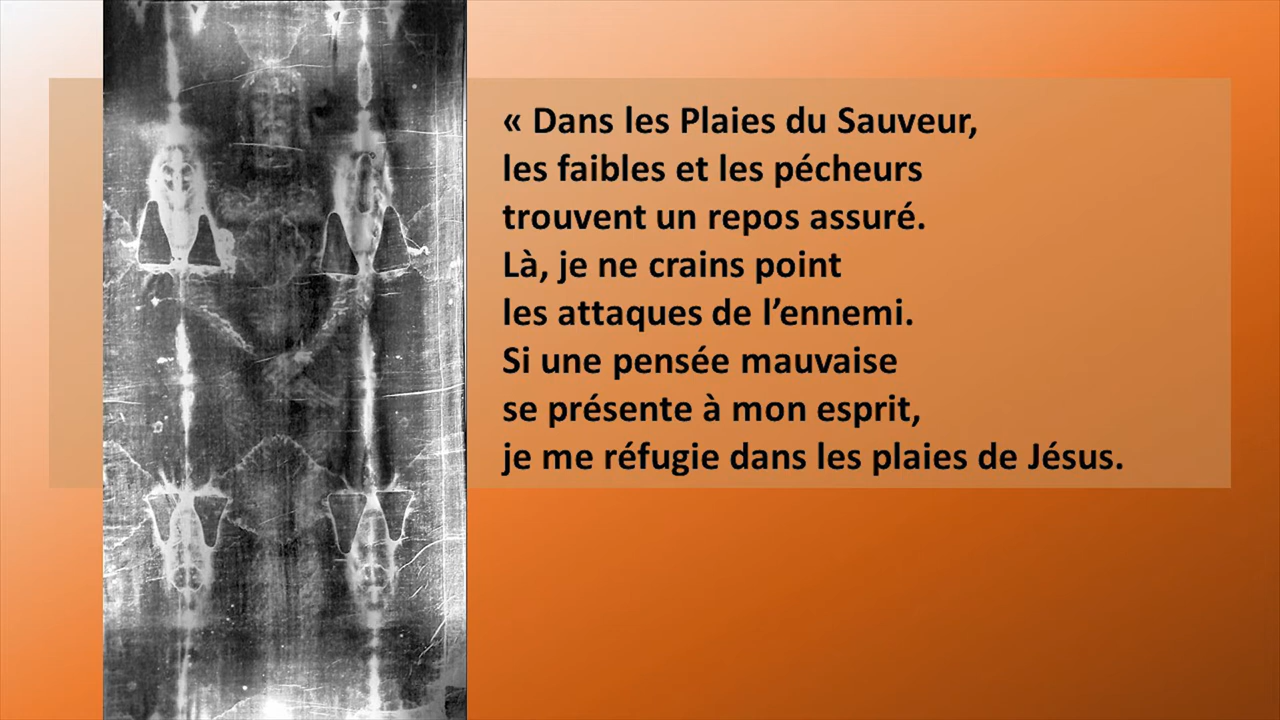 « Dans les Plaies du Sauveur,
les faibles et les pécheurs
trouvent un repos assuré.
Là, je ne crains point
les attaques de l’ennemi.
Si une pensée mauvaise
se présente à mon esprit,
je me réfugie dans les plaies de Jésus.